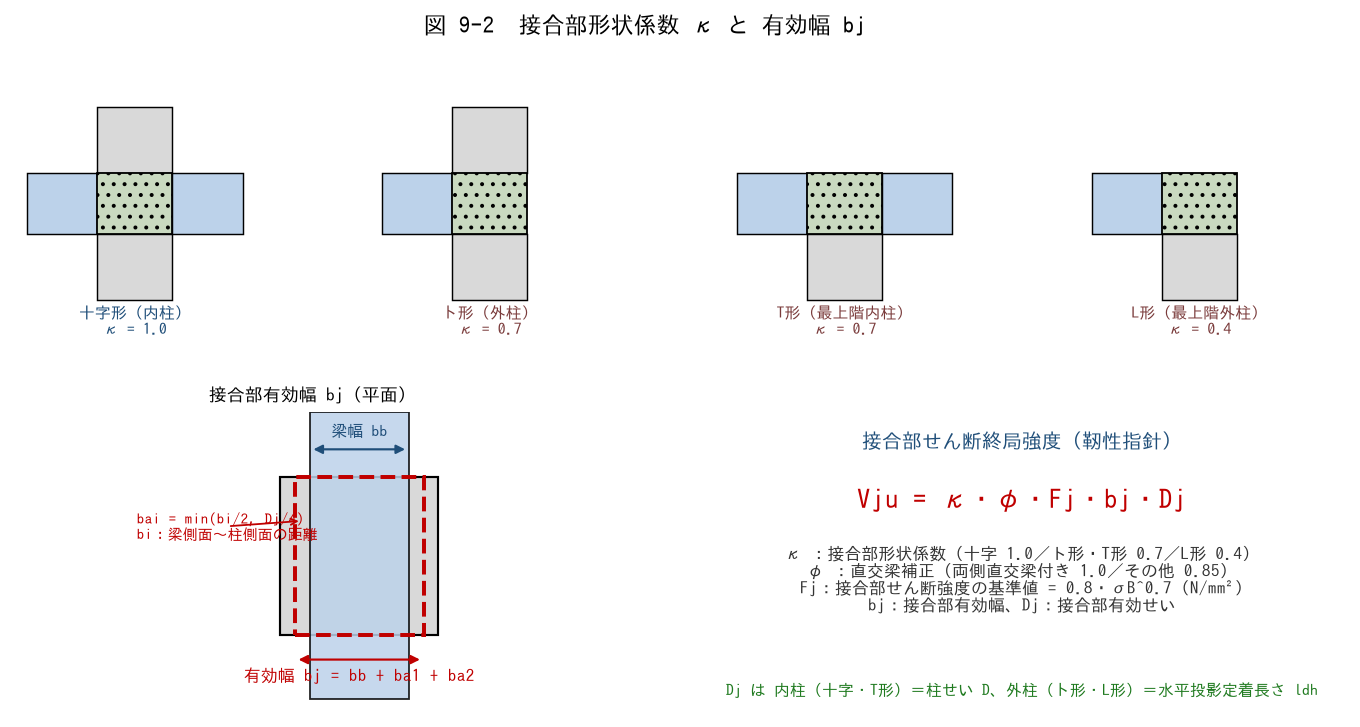 図 9-2 接合部形状係数 κ と 有効幅 bj
十字形（内柱）
κ = 1.0
ト形（外柱）
κ = 0.7
T形（最上階内柱）
κ = 0.7
L形（最上階外柱）
κ = 0.4
接合部有効幅 bj（平面）
梁幅 bb
bai = min(bi/2, Dj/4)
bi：梁側面～柱側面の距離
有効幅 bj = bb + ba1 + ba2
接合部せん断終局強度（靭性指針）
Vju = κ・φ・Fj・bj・Dj
κ ：接合部形状係数（十字 1.0／ト形・T形 0.7／L形 0.4）
φ ：直交梁補正（両側直交梁付き 1.0／その他 0.85）
Fj：接合部せん断強度の基準値 = 0.8・σB^0.7（N/mm²）
bj：接合部有効幅、Dj：接合部有効せい
Dj は 内柱（十字・T形）＝柱せい D、外柱（ト形・L形）＝水平投影定着長さ ldh